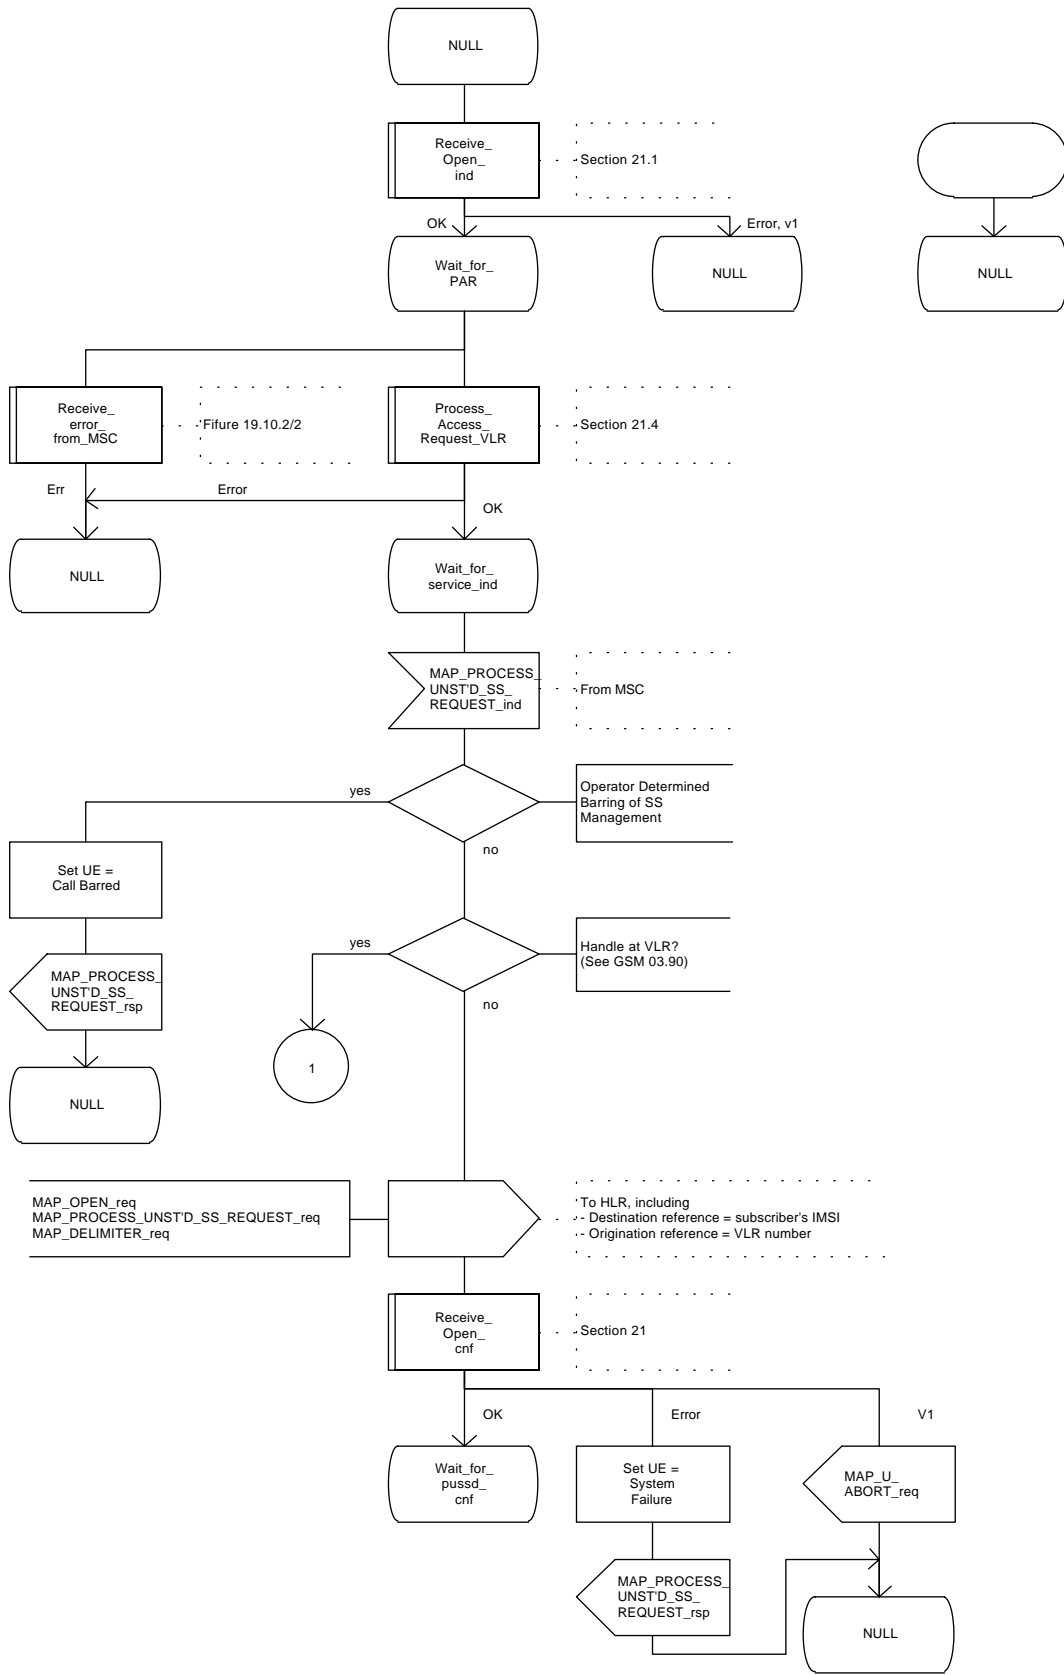 NULL
Receive_
Open_
ind
Section 21.1
OK
Error, v1
Wait_for_
PAR
NULL
NULL
Receive_
error_
from_MSC
Fifure 19.10.2/2
Process_
Access_
Request_VLR
Section 21.4
Err
Error
OK
NULL
Wait_for_
service_ind
MAP_PROCESS_
UNST'D_SS_
REQUEST_ind
From MSC
yes
Operator Determined
Barring of SS
Management
no
Set UE =
Call Barred
yes
Handle at VLR?
(See GSM 03.90)
no
MAP_PROCESS_
UNST'D_SS_
REQUEST_rsp
1
NULL
MAP_OPEN_req
MAP_PROCESS_UNST'D_SS_REQUEST_req
MAP_DELIMITER_req
To HLR, including
- Destination reference = subscriber's IMSI
- Origination reference = VLR number
Receive_
Open_
cnf
Section 21
OK
Error
V1
Wait_for_
pussd_
cnf
Set UE =
System
Failure
MAP_U_
ABORT_req
MAP_PROCESS_
UNST'D_SS_
REQUEST_rsp
NULL